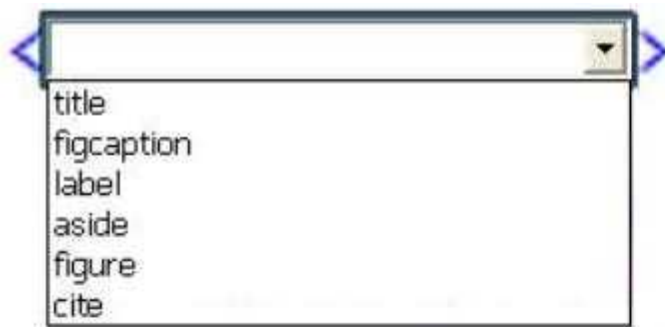 < >
title
figcaption
label
aside
figure
cite